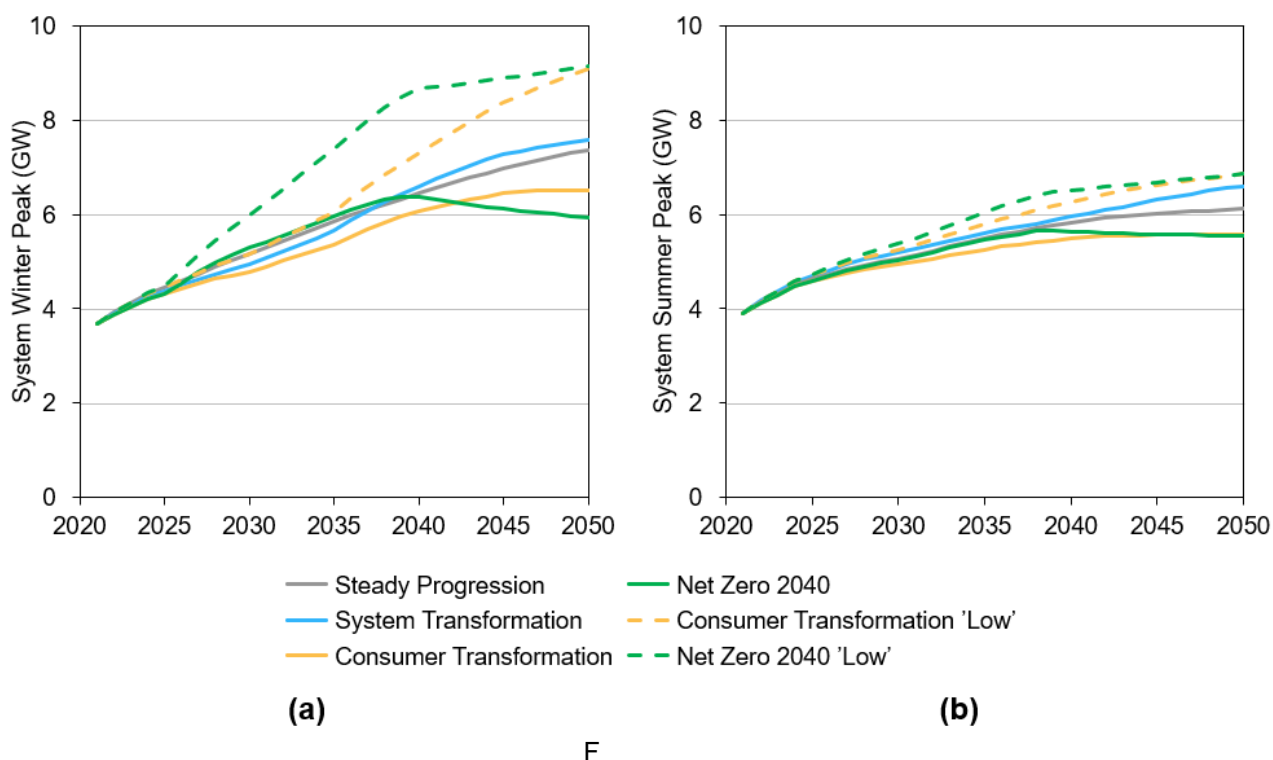 10
8
6
4
2
0
System Winter Peak (GW)
2020 2025 2030 2035 2040 2045 2050
10
8
6
4
2
0
System Summer Peak (GW)
2020 2025 2030 2035 2040 2045 2050
Steady Progression
Net Zero 2040
System Transformation
Consumer Transformation 'Low'
Consumer Transformation
Net Zero 2040 'Low'
(a)
(b)